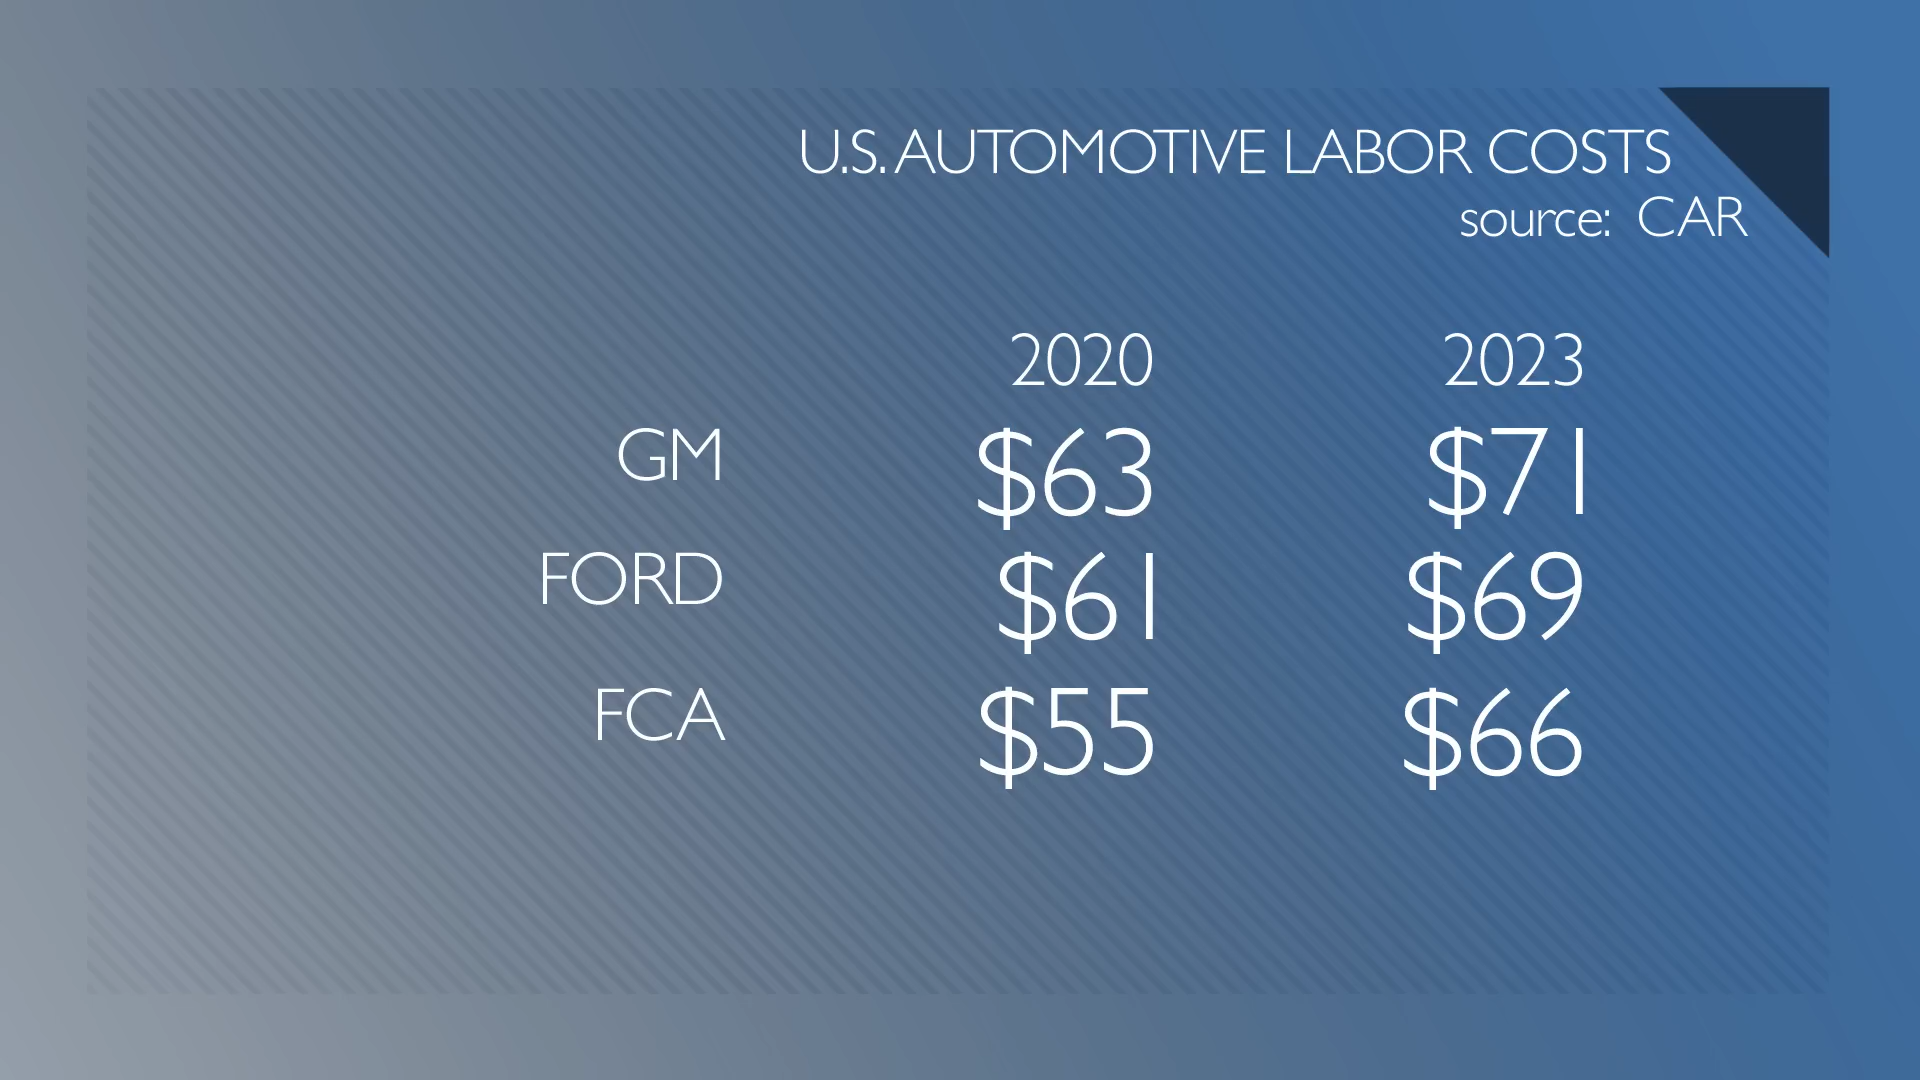 U.S. AUTOMOTIVE LABOR COSTS
source: CAR
2020 2023
GM $63 $71
FORD $61 $69
FCA $55 $66